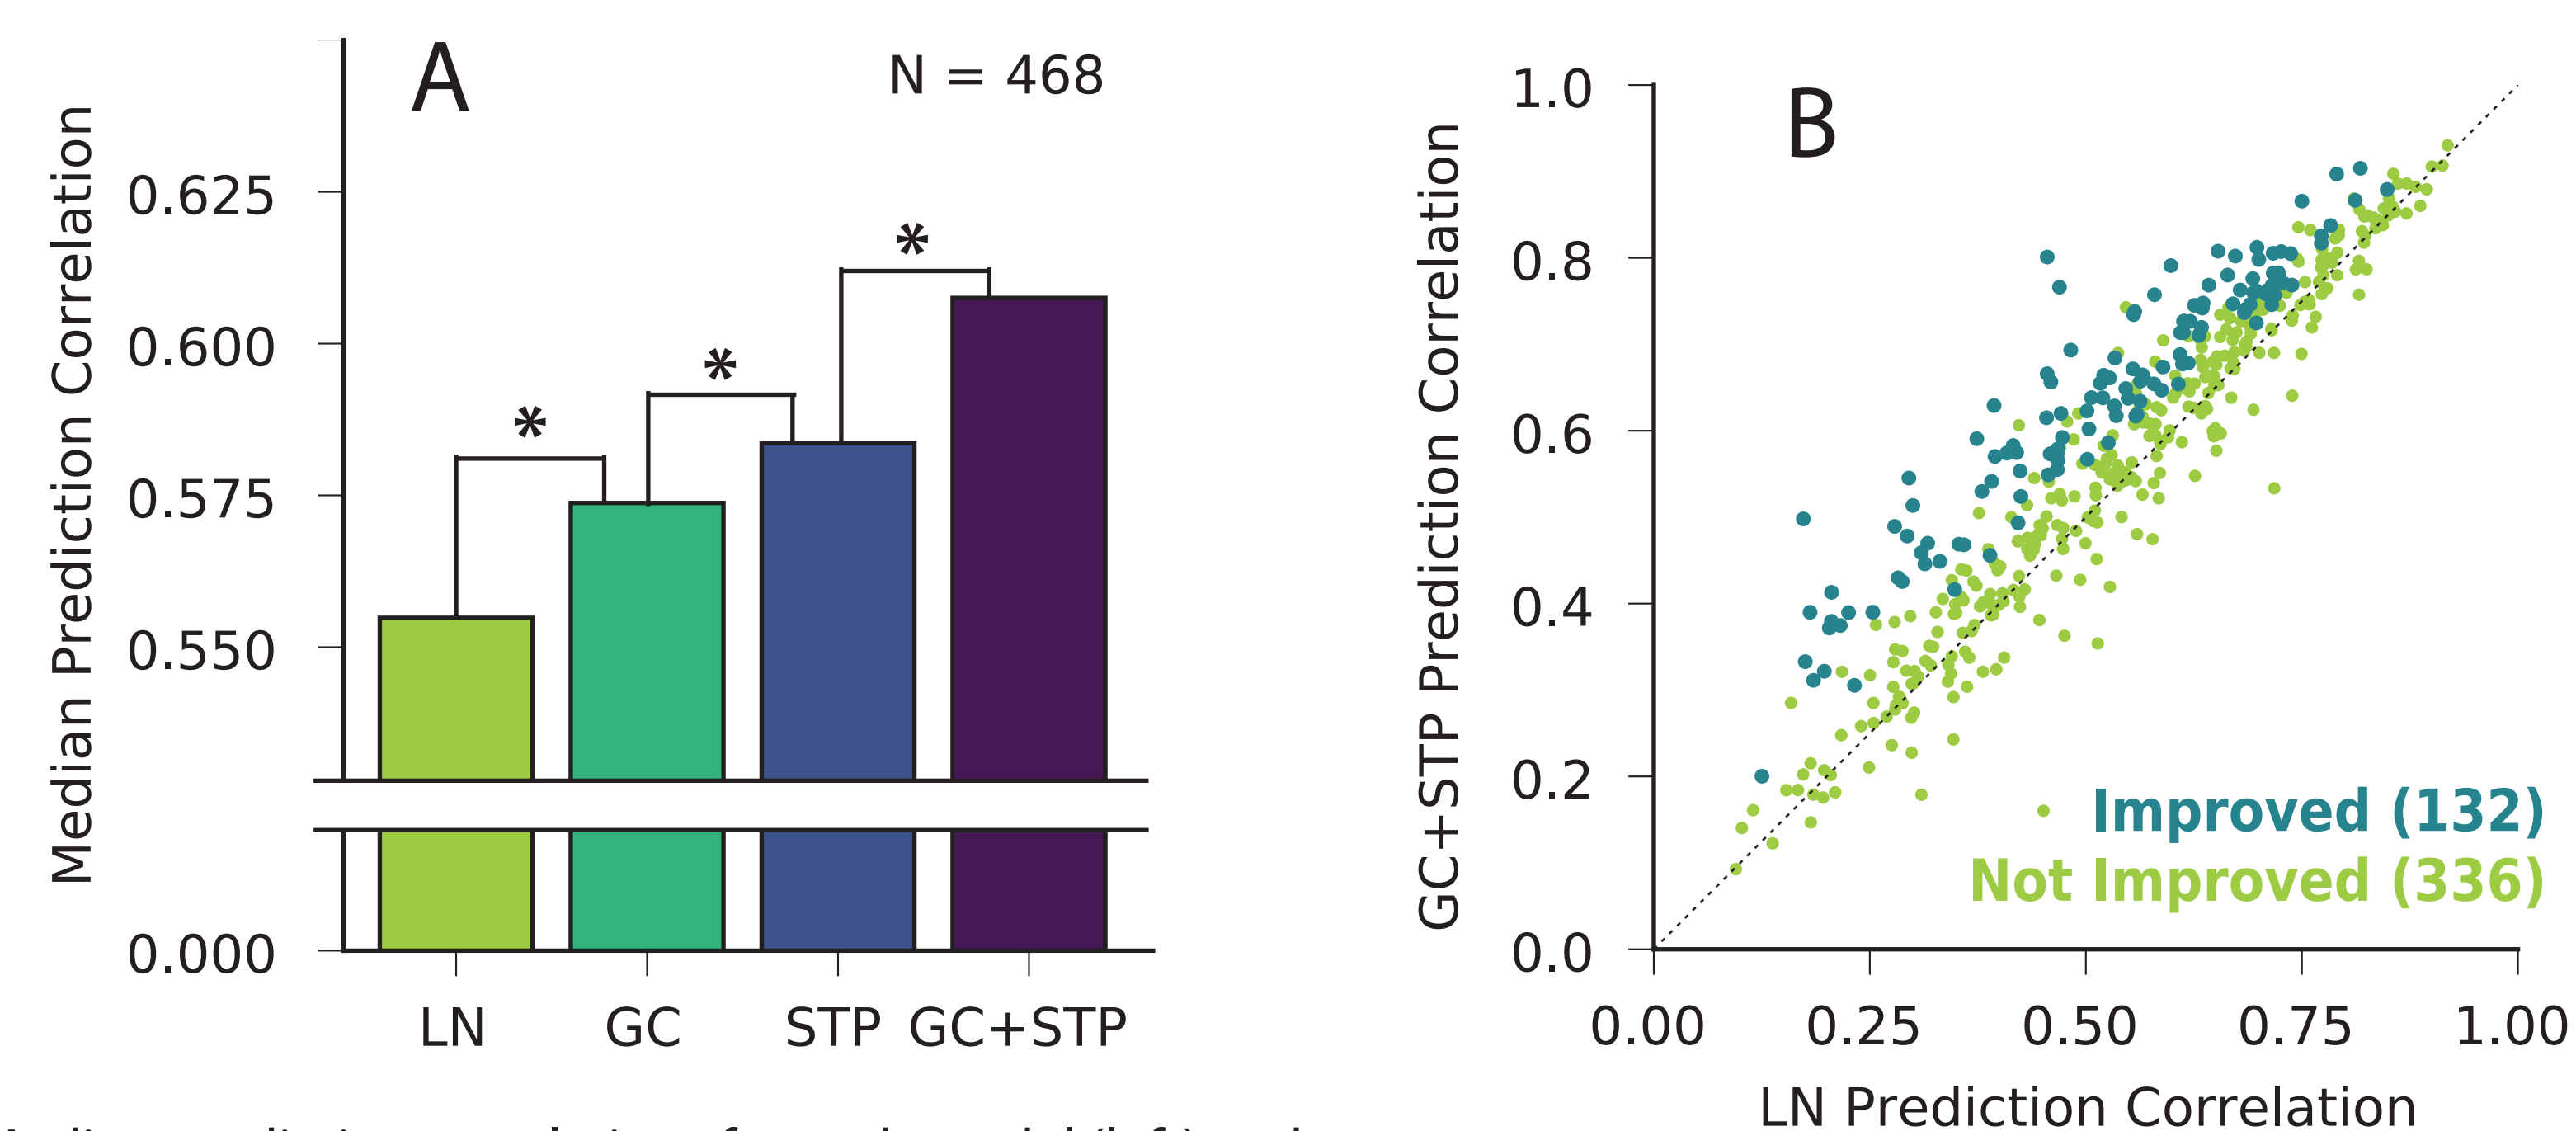 A
N = 468
Median Prediction Correlation
0.625
0.600
0.575
0.550
0.000
*
*
*
LN
GC
STP
GC+STP
B
GC+STP Prediction Correlation
1.0
0.8
0.6
0.4
0.2
0.0
Improved (132)
Not Improved (336)
0.00
0.25
0.50
0.75
1.00
LN Prediction Correlation